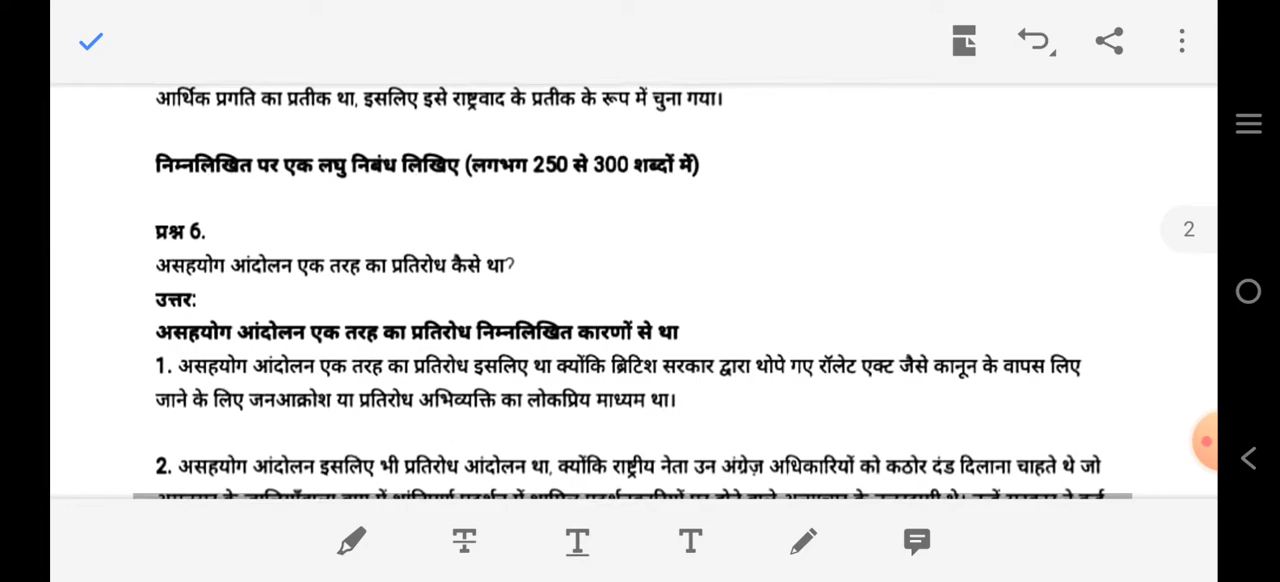 आर्थिक प्रगति का प्रतीक था, इसलिए इसे राष्ट्रवाद के प्रतीक के रूप में चुना गया।
निम्नलिखित पर एक लघु निबंध लिखिए (लगभग 250 से 300 शब्दों में)
प्रश्न 6.
2
असहयोग आंदोलन एक तरह का प्रतिरोध कैसे था?
उत्तर:
असहयोग आंदोलन एक तरह का प्रतिरोध निम्नलिखित कारणों से था
1. असहयोग आंदोलन एक तरह का प्रतिरोध इसलिए था क्योंकि ब्रिटिश सरकार द्वारा थोपे गए रॉलेट एक्ट जैसे कानून के वापस लिए
जाने के लिए जनआक्रोश या प्रतिरोध अभिव्यक्ति का लोकप्रिय माध्यम था।
2. असहयोग आंदोलन इसलिए भी प्रतिरोध आंदोलन था, क्योंकि राष्ट्रीय नेता उन अंग्रेज़ अधिकारियों को कठोर दंड दिलाना चाहते थे जो